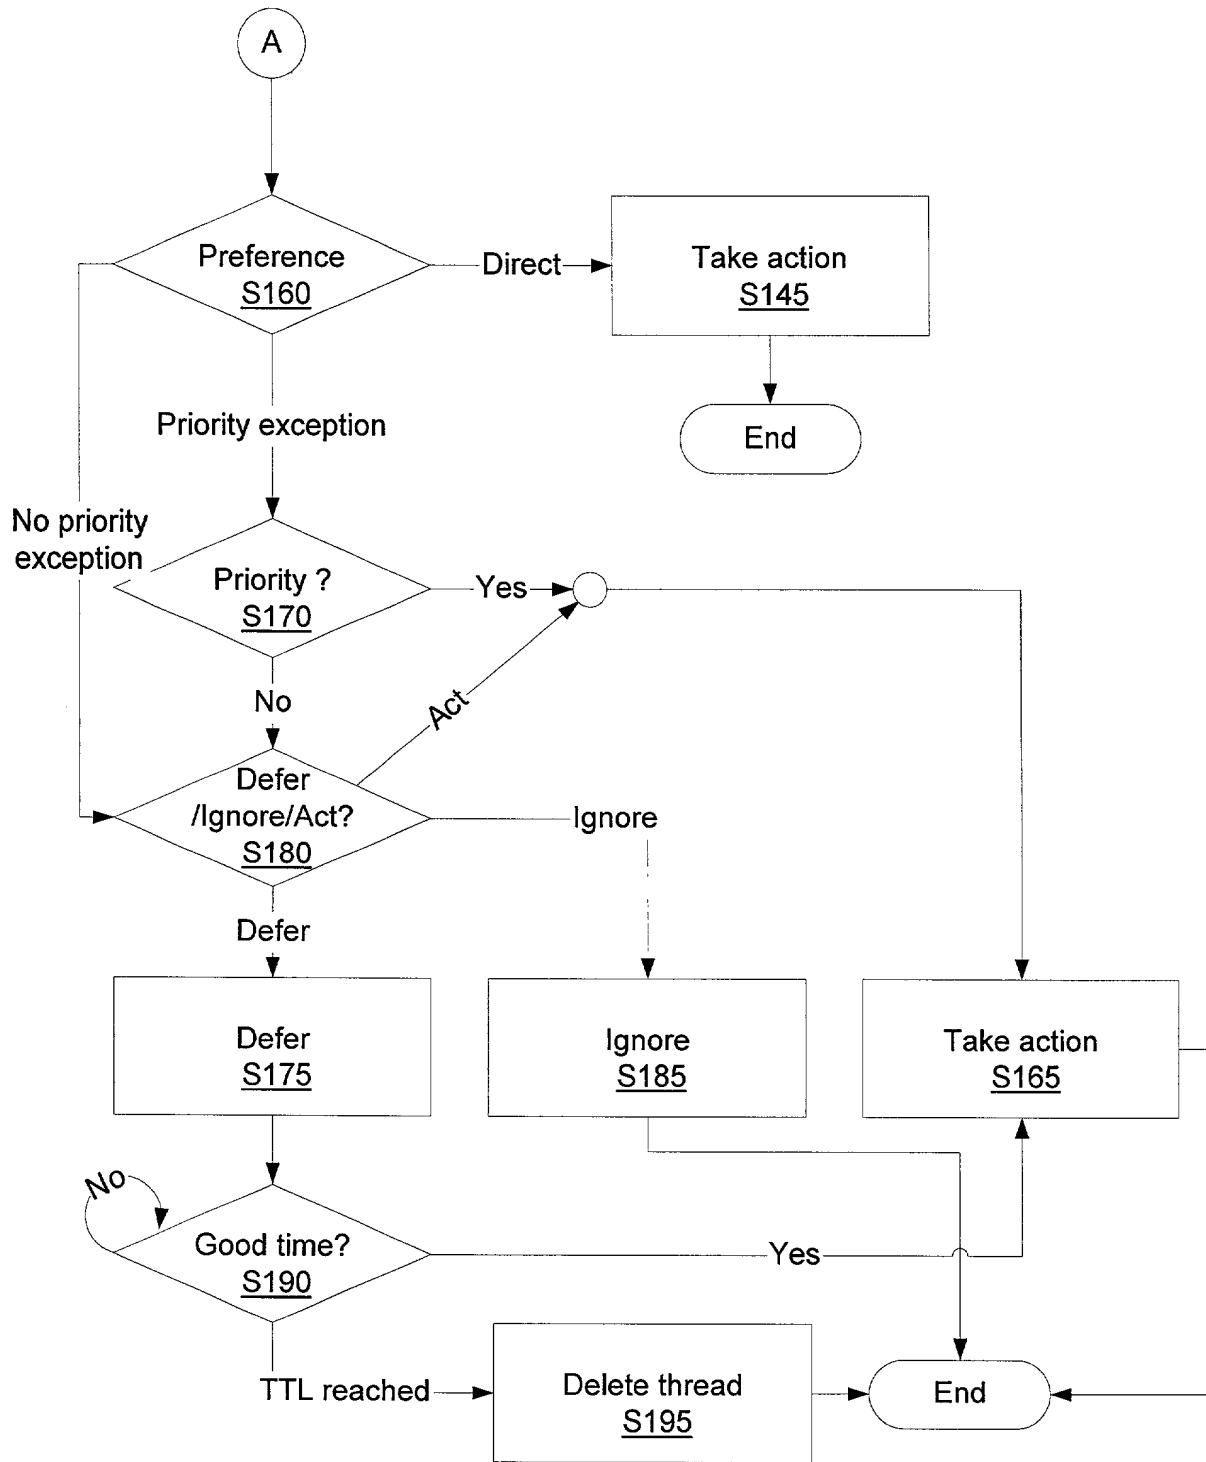 A
Preference
S160
Direct
Take action
S145
End
Priority exception
No priority
exception
Priority ?
S170
Yes
No
Act
Defer
/Ignore/Act?
S180
Ignore
Defer
Defer
S175
Ignore
S185
Take action
S165
No
Good time?
S190
Yes
TTL reached
Delete thread
S195
End